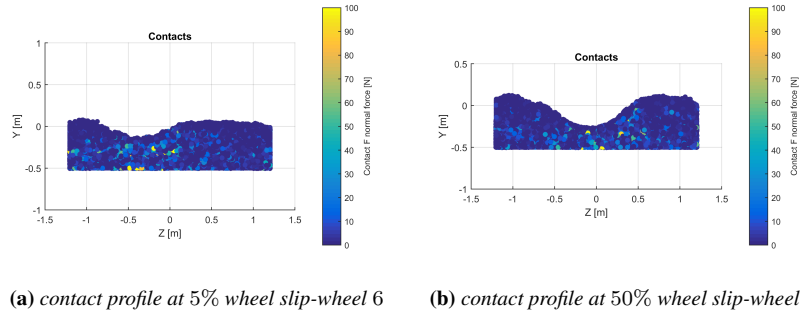 Contacts
1
0.5
0
-0.5
-1
Y [m]
-1.5 -1 -0.5 0 0.5 1 1.5
Z [m]
100
90
80
70
60
50
40
30
20
10
0
Contact F normal force [N]
Contacts
0.5
0
-0.5
-1
Y [m]
-1.5 -1 -0.5 0 0.5 1 1.5
Z [m]
100
90
80
70
60
50
40
30
20
10
0
Contact F normal force [N]
(a) contact profile at 5% wheel slip-wheel 6
(b) contact profile at 50% wheel slip-wheel